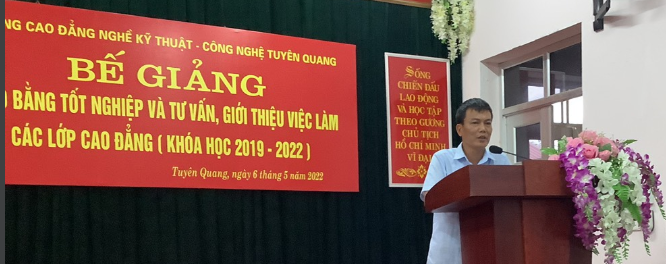 CAO ĐẲNG NGHỀ KỸ THUẬT - CÔNG NGHỆ TUYÊN QUANG
BẾ GIẢNG
BẰNG TỐT NGHIỆP VÀ TƯ VẤN, GIỚI THIỆU VIỆC LÀM
CÁC LỚP CAO ĐẲNG ( KHÓA HỌC 2019 - 2022 )
Tuyên Quang, ngày 6 tháng 5 năm 2022
SỐNG
CHIẾN ĐẤU
LAO ĐỘNG
VÀ HỌC TẬP
THEO GƯƠNG
CHỦ TỊCH
HỒ CHÍ MINH
VĨ ĐẠI